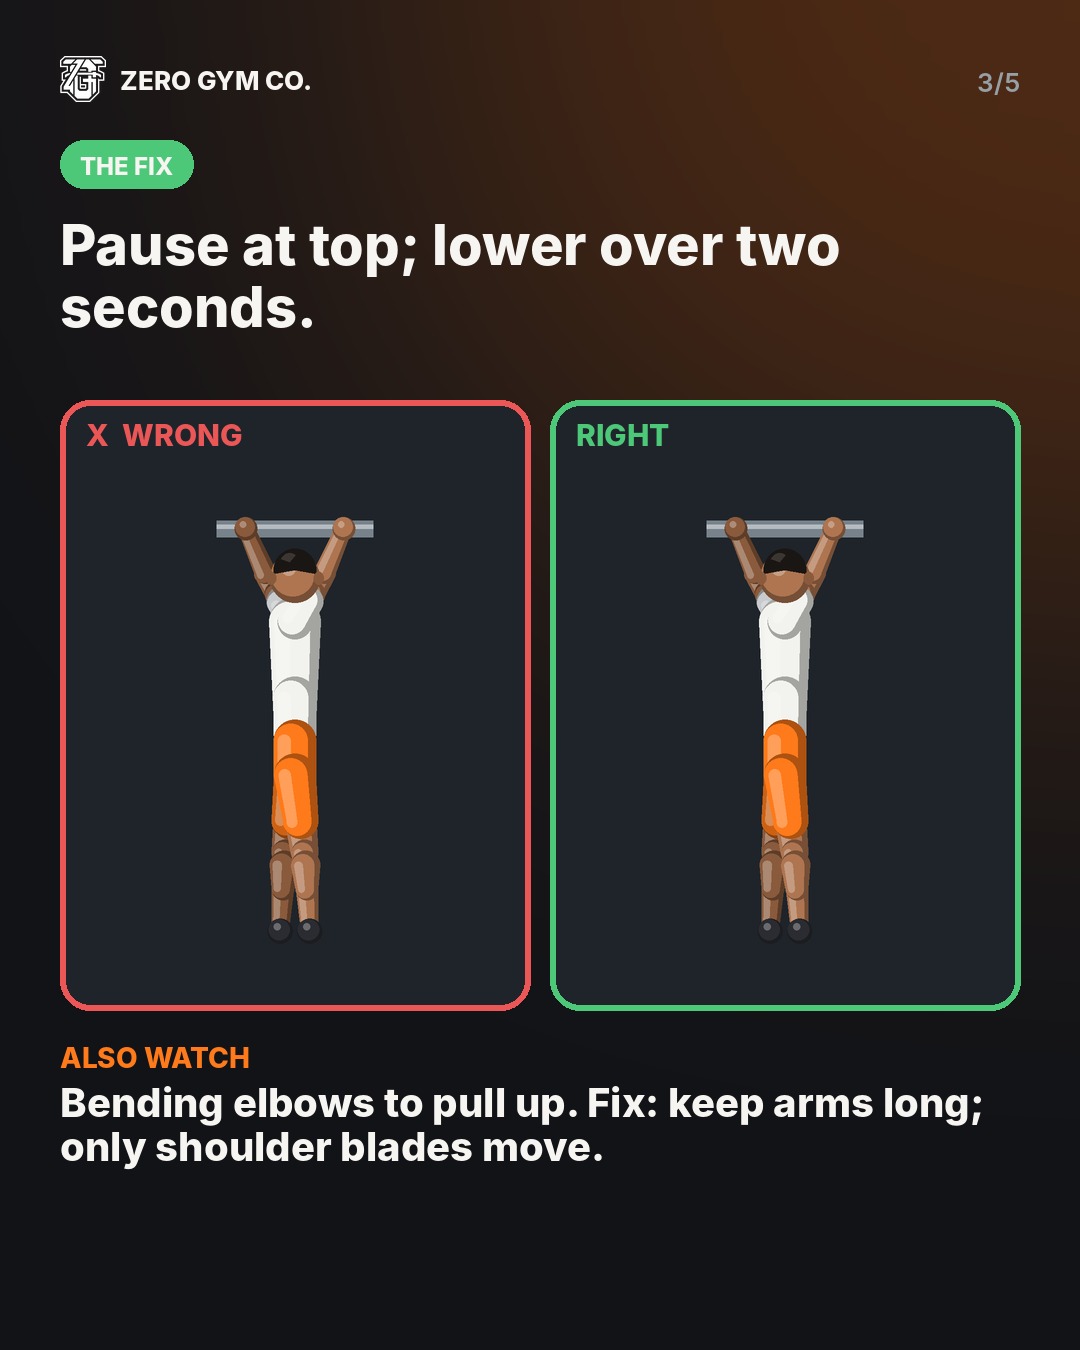 ZERO GYM CO.
3/5
THE FIX
Pause at top; lower over two
seconds.
X WRONG
RIGHT
ALSO WATCH
Bending elbows to pull up. Fix: keep arms long;
only shoulder blades move.